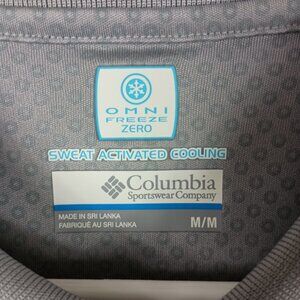 OMNI
FREEZE
ZERO
SWEAT ACTIVATED COOLING
Columbia
Sportswear Company
MADE IN SRI LANKA
FABRIQUÉ AU SRI LANKA
M/M